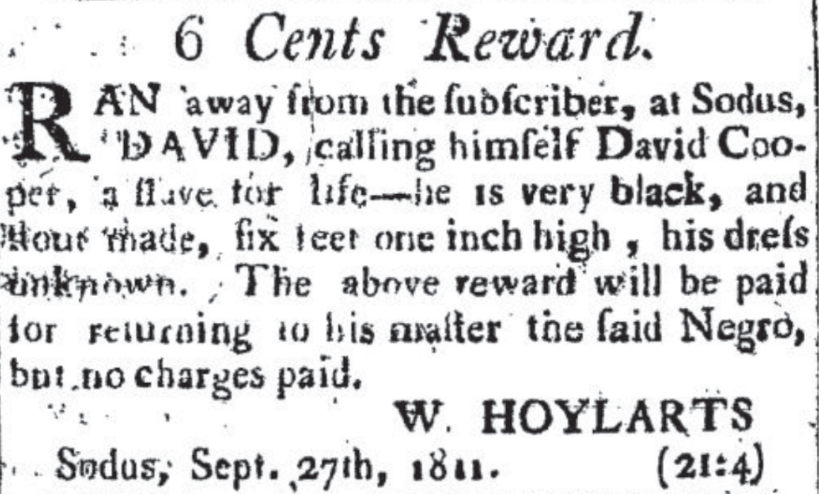 6 Cents Reward.
RAN away from the ſubſcriber, at Sodus,
DAVID, calling himſelf David Coo-
per, a ſlave for life—he is very black, and
ſtout made, ſix feet one inch high, his dreſs
unknown. The above reward will be paid
for returning to his maſter the ſaid Negro,
but no charges paid.
W. HOYLARTS
Sodus, Sept. 27th, 1811. (21:4)